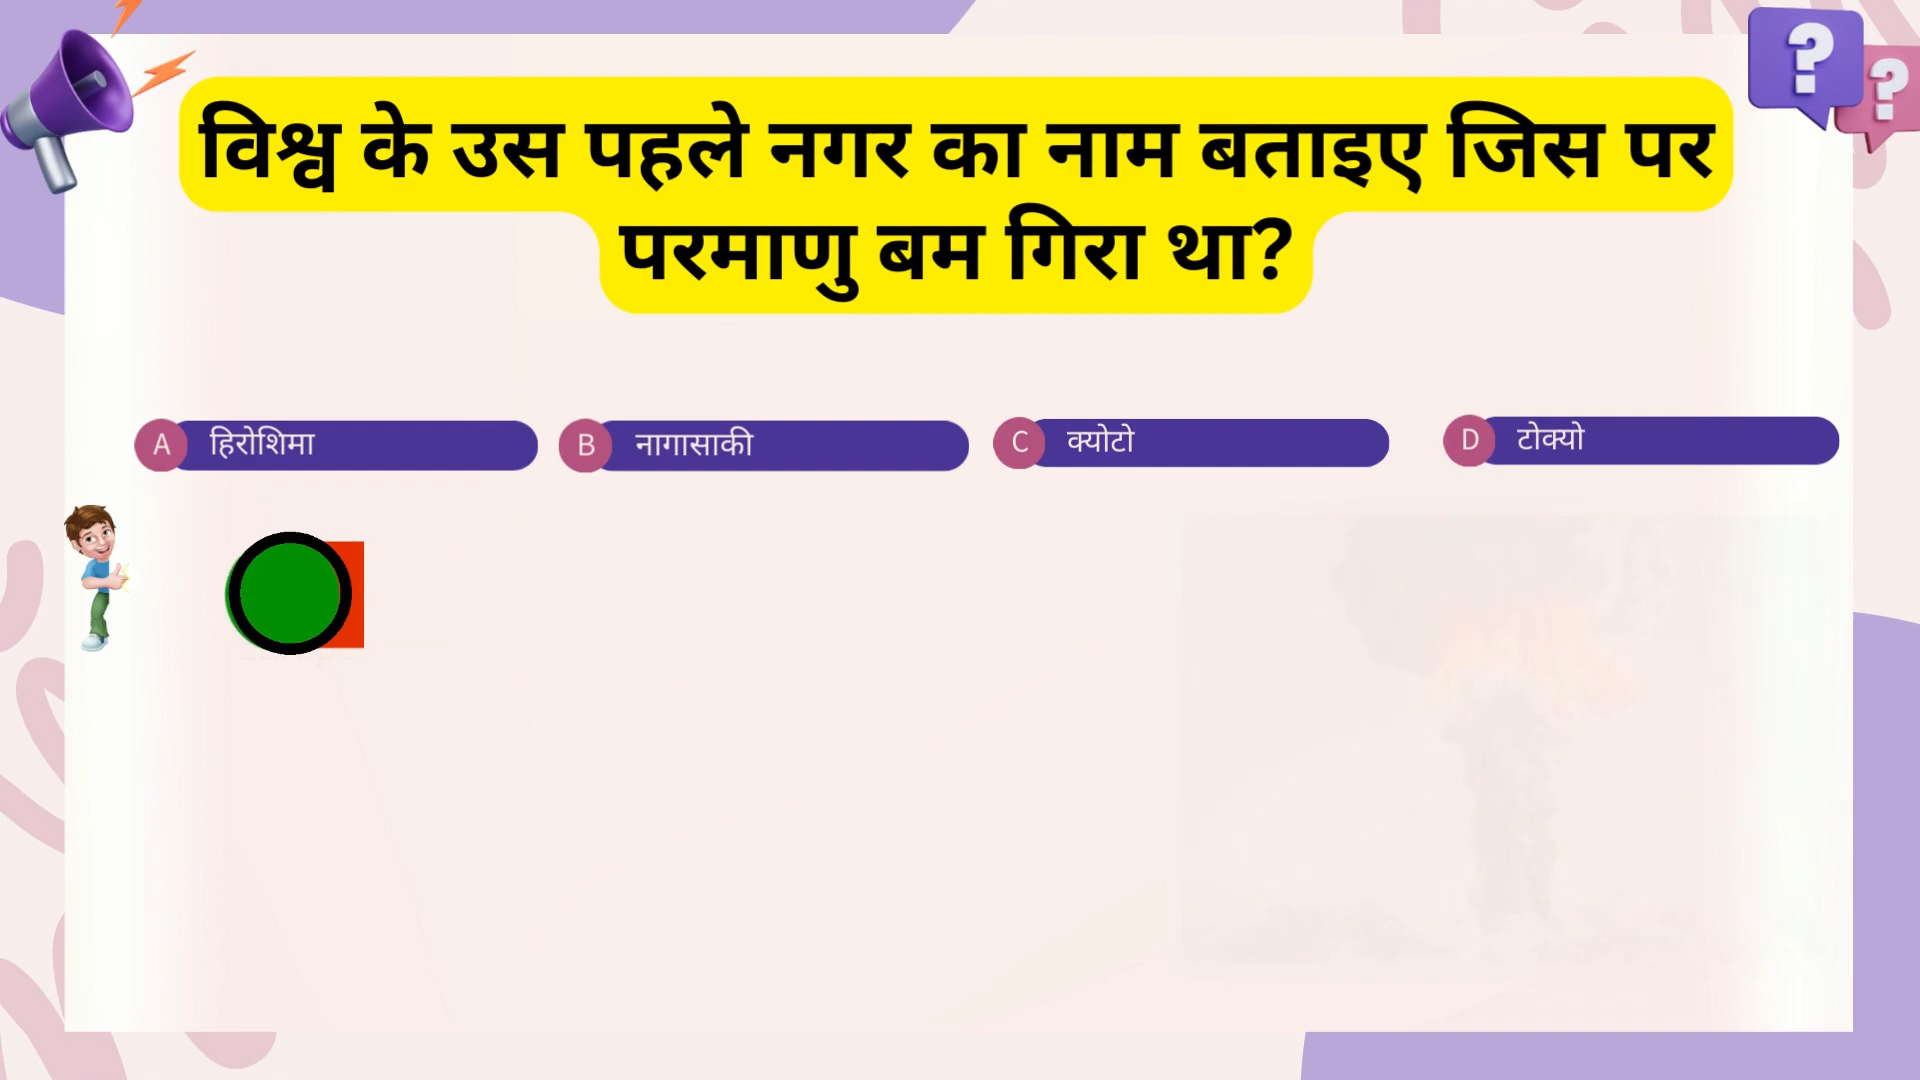 विश्व के उस पहले नगर का नाम बताइए जिस पर
परमाणु बम गिरा था?
A हिरोशिमा
B नागासाकी
C क्योटो
D टोक्यो